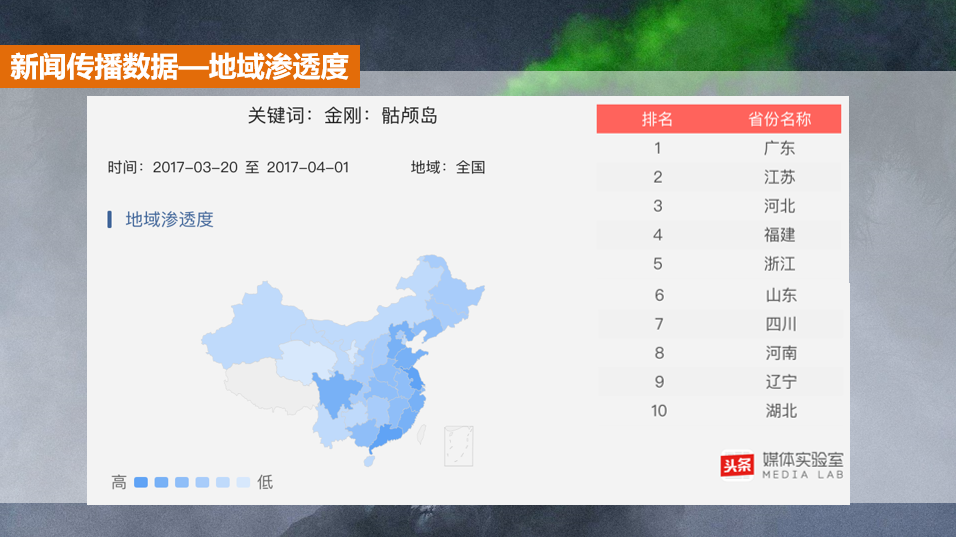 新闻传播数据—地域渗透度
关键词：金刚：骷颅岛
时间：2017-03-20 至 2017-04-01 地域：全国
地域渗透度
高 低
排名 省份名称
1 广东
2 江苏
3 河北
4 福建
5 浙江
6 山东
7 四川
8 河南
9 辽宁
10 湖北
头条 媒体实验室
MEDIA LAB